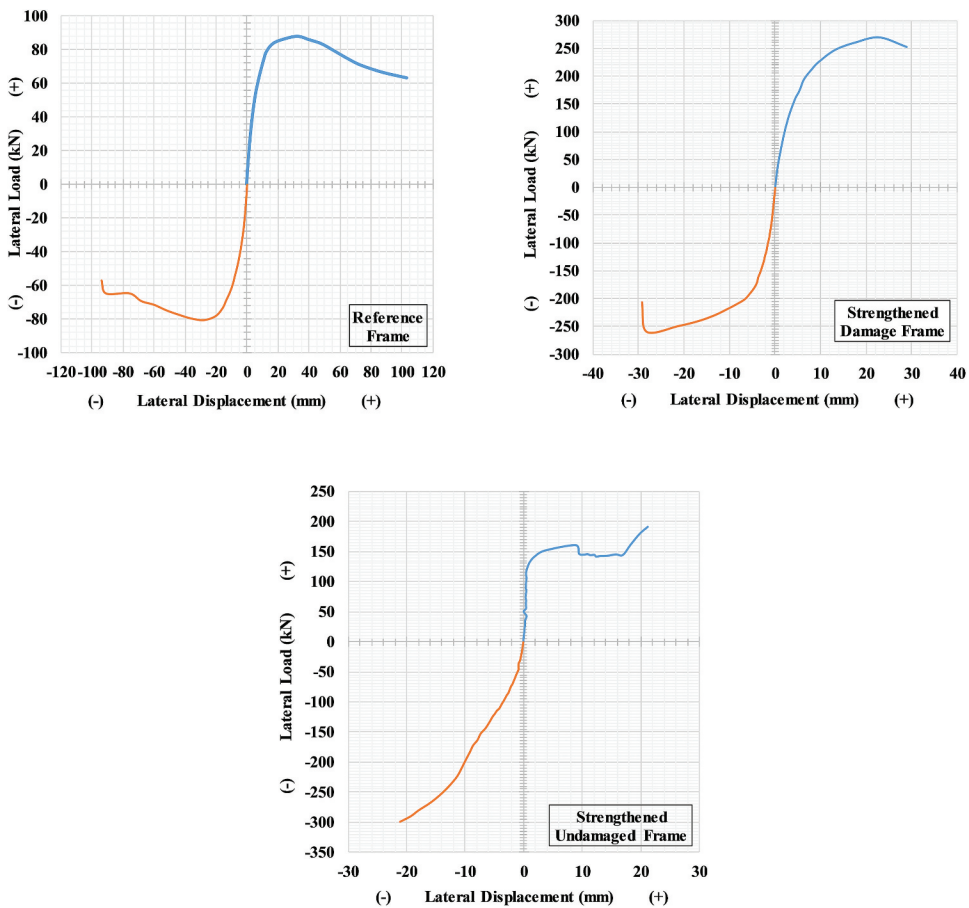 100
80
60
40
20
0
-20
-40
-60
-80
-100
(+)
Lateral Load (kN)
(-)
Reference
Frame
-120 -100 -80 -60 -40 -20 0 20 40 60 80 100 120
(-) Lateral Displacement (mm) (+)
300
250
200
150
100
50
0
-50
-100
-150
-200
-250
-300
(+)
Lateral Load (kN)
(-)
Strengthened
Damage Frame
-40 -30 -20 -10 0 10 20 30 40
(-) Lateral Displacement (mm) (+)
250
200
150
100
50
0
-50
-100
-150
-200
-250
-300
-350
(+)
Lateral Load (kN)
(-)
Strengthened
Undamaged Frame
-30 -20 -10 0 10 20 30
(-) Lateral Displacement (mm) (+)